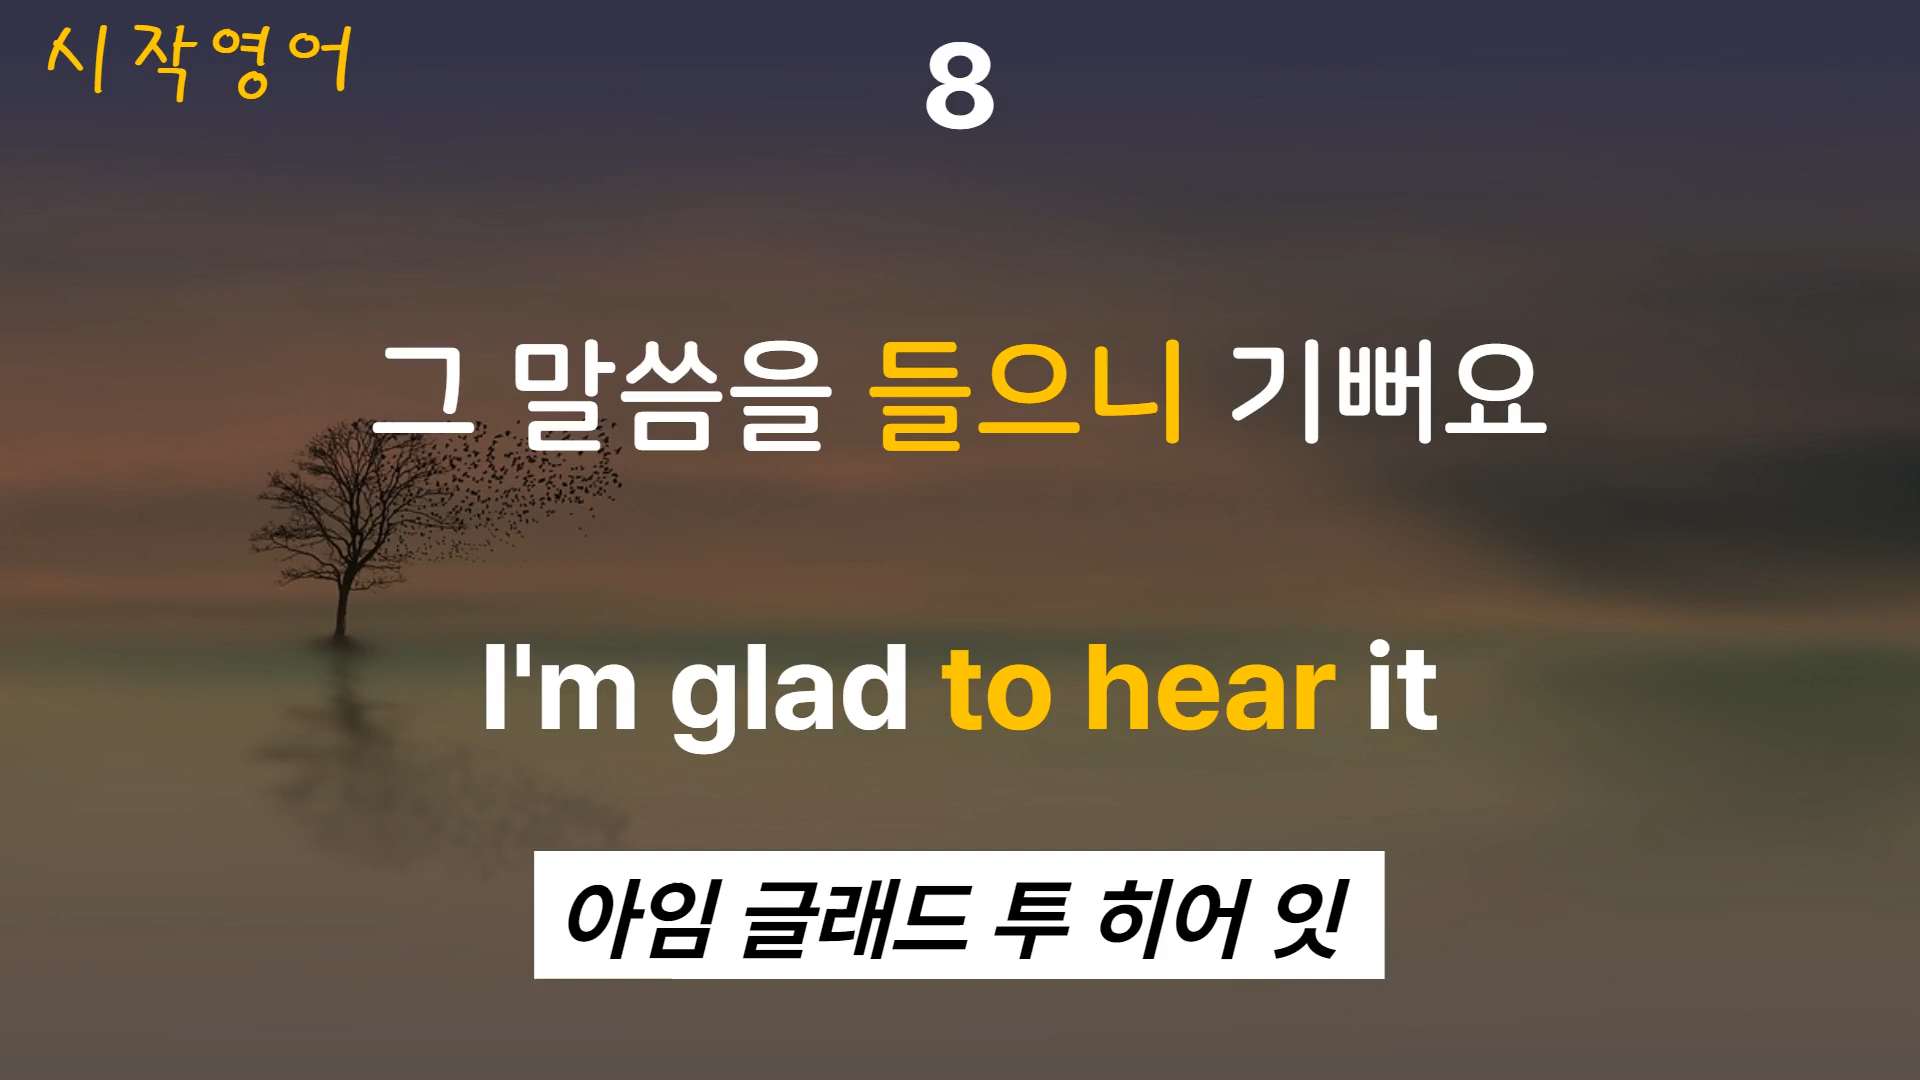 시작영어
8
그 말씀을 들으니 기뻐요
I'm glad to hear it
아임 글래드 투 히어 잇